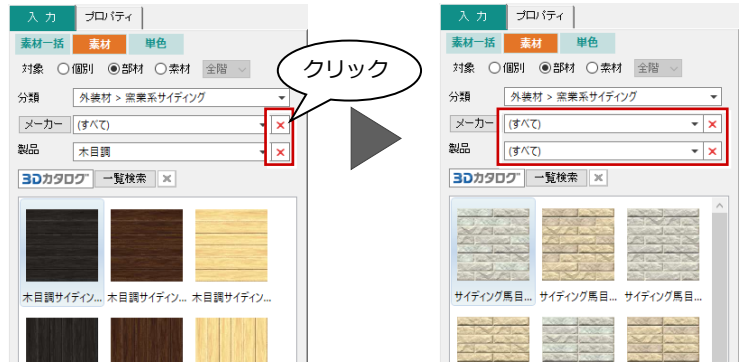 入 力 プロパティ
素材一括 素材 単色
対象 個別 部材 素材 全階
分類 外装材 > 窯業系サイディング
メーカー (すべて)
製品 木目調
3Dカタログ 一覧検索
木目調サイディン... 木目調サイディン... 木目調サイディン...
クリック
入 力 プロパティ
素材一括 素材 単色
対象 個別 部材 素材 全階
分類 外装材 > 窯業系サイディング
メーカー (すべて)
製品 (すべて)
3Dカタログ 一覧検索
サイディング馬目... サイディング馬目... サイディング馬目...